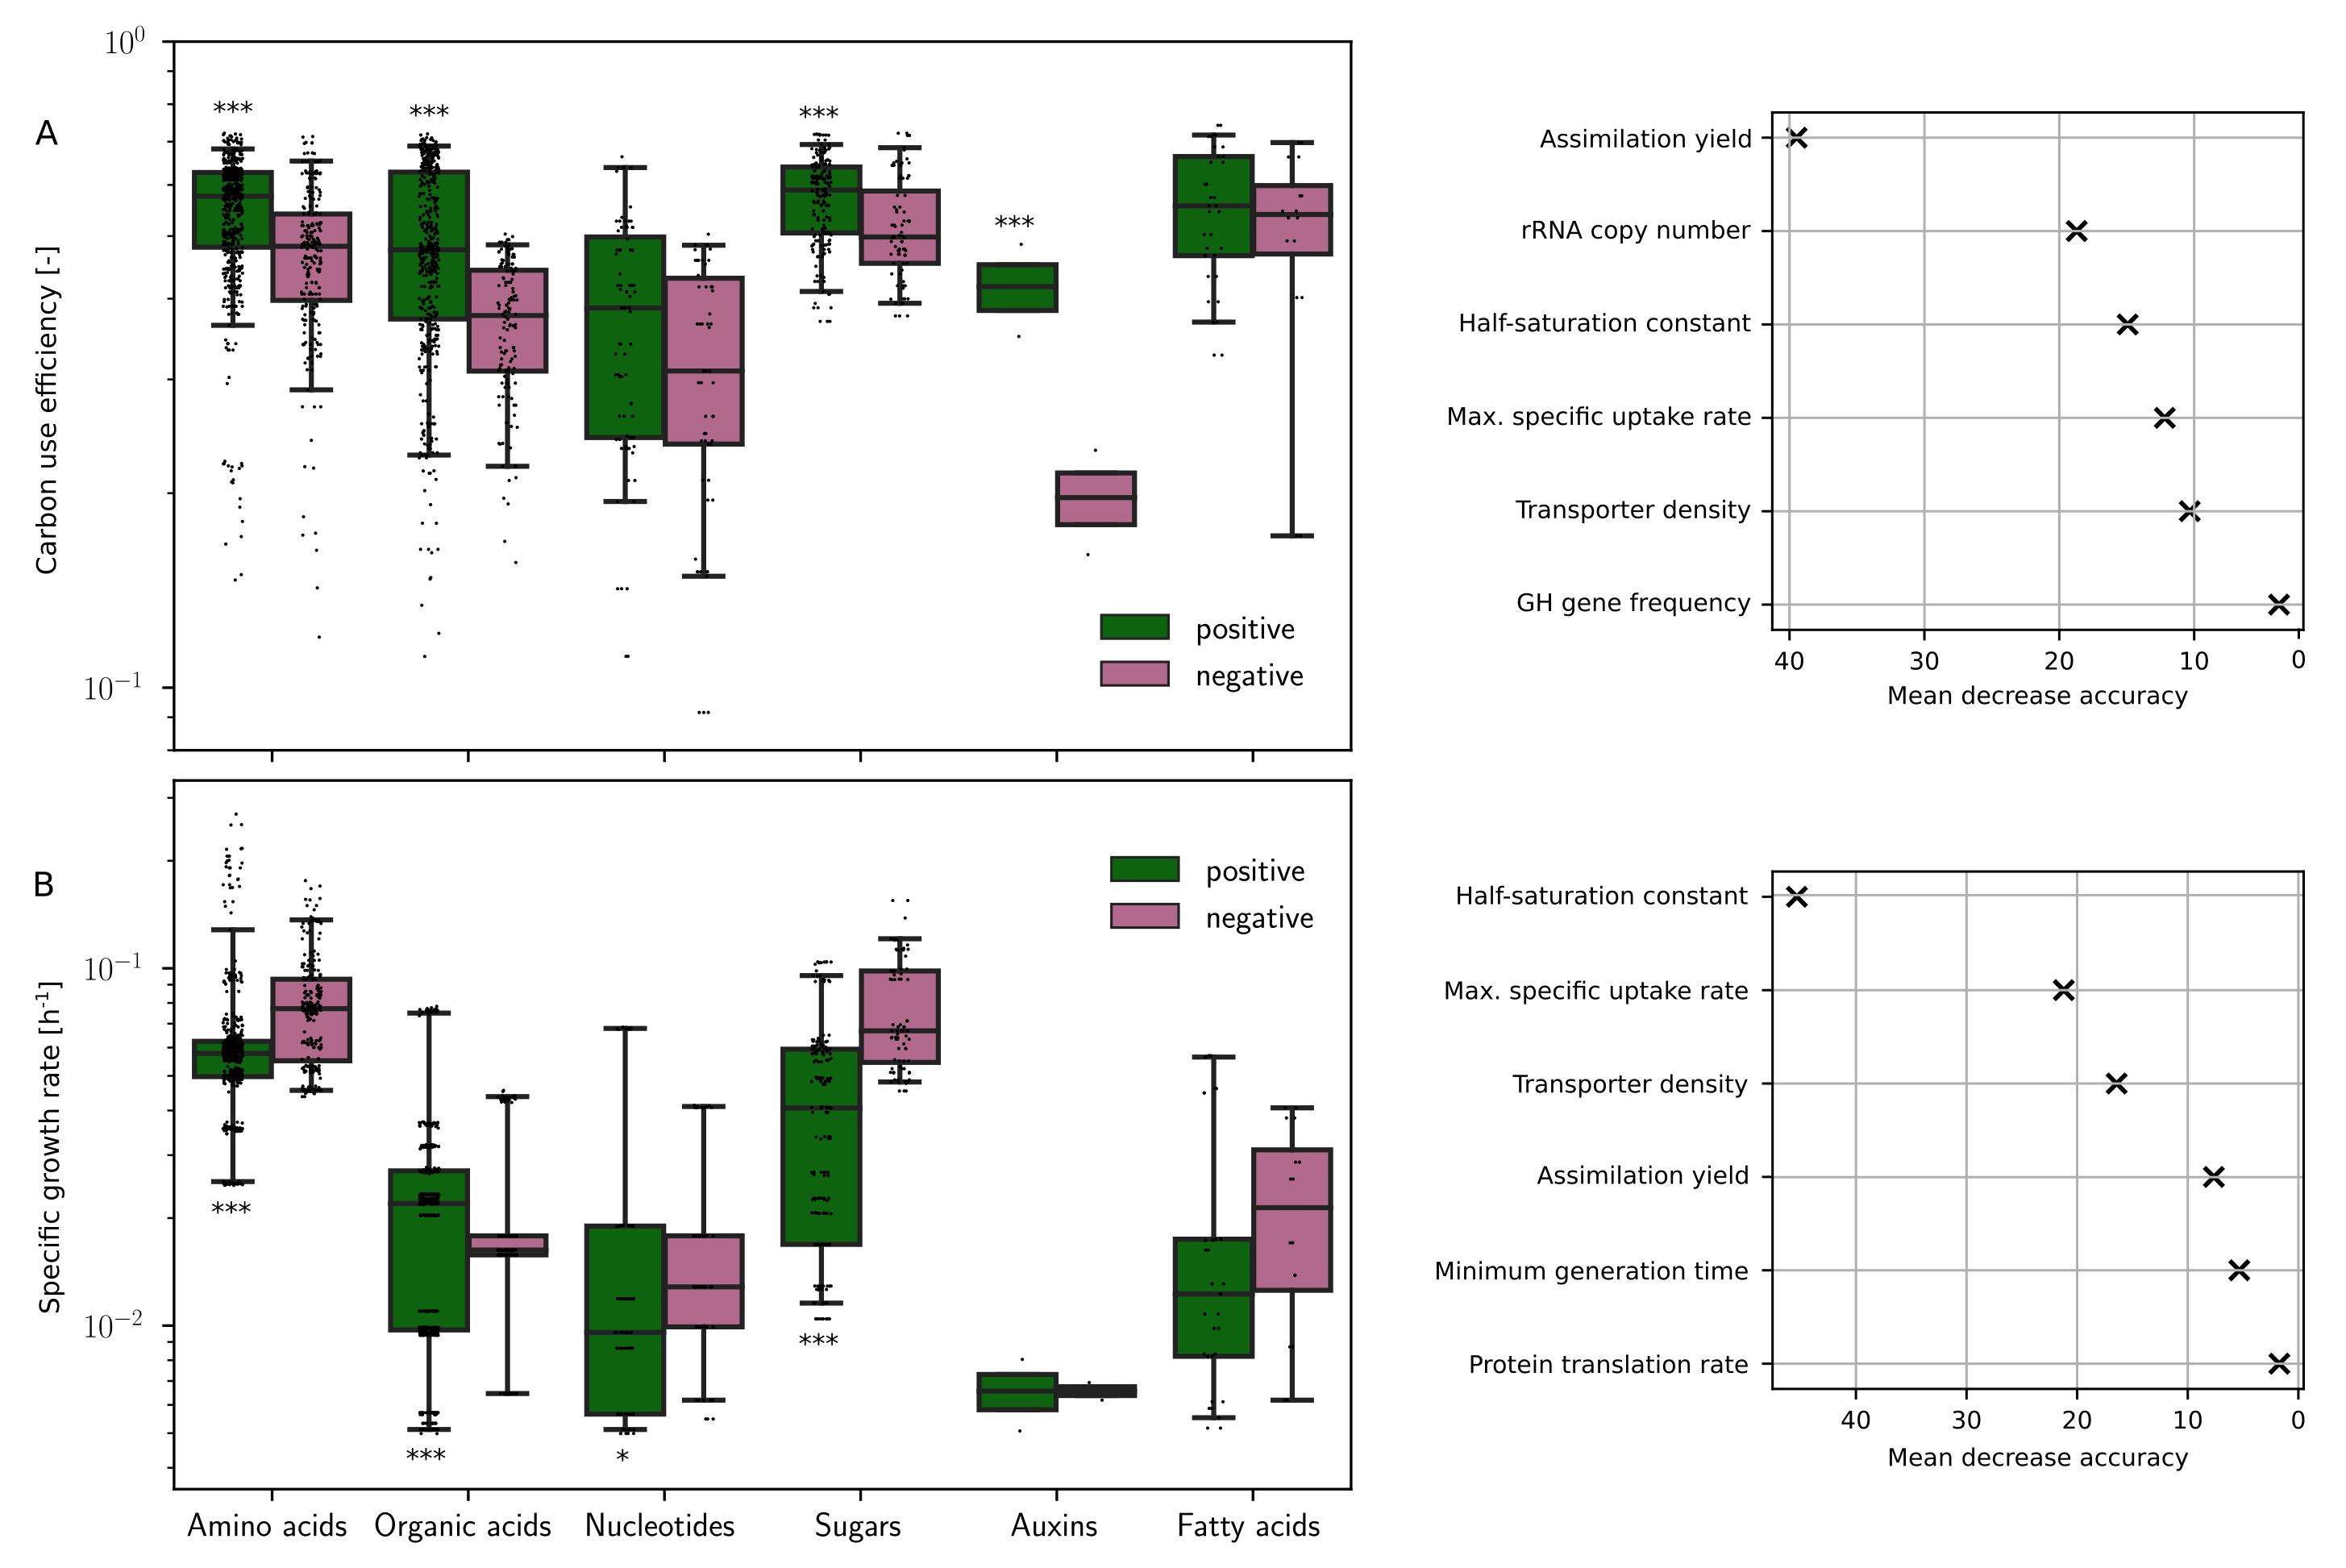 A
Carbon use efficiency [-]
10⁰
10⁻¹
***
***
***
***
positive
negative
Assimilation yield
rRNA copy number
Half-saturation constant
Max. specific uptake rate
Transporter density
GH gene frequency
40 30 20 10 0
Mean decrease accuracy
B
Specific growth rate [h⁻¹]
10⁻¹
10⁻²
positive
negative
***
***
*
***
Amino acids Organic acids Nucleotides Sugars Auxins Fatty acids
Half-saturation constant
Max. specific uptake rate
Transporter density
Assimilation yield
Minimum generation time
Protein translation rate
40 30 20 10 0
Mean decrease accuracy